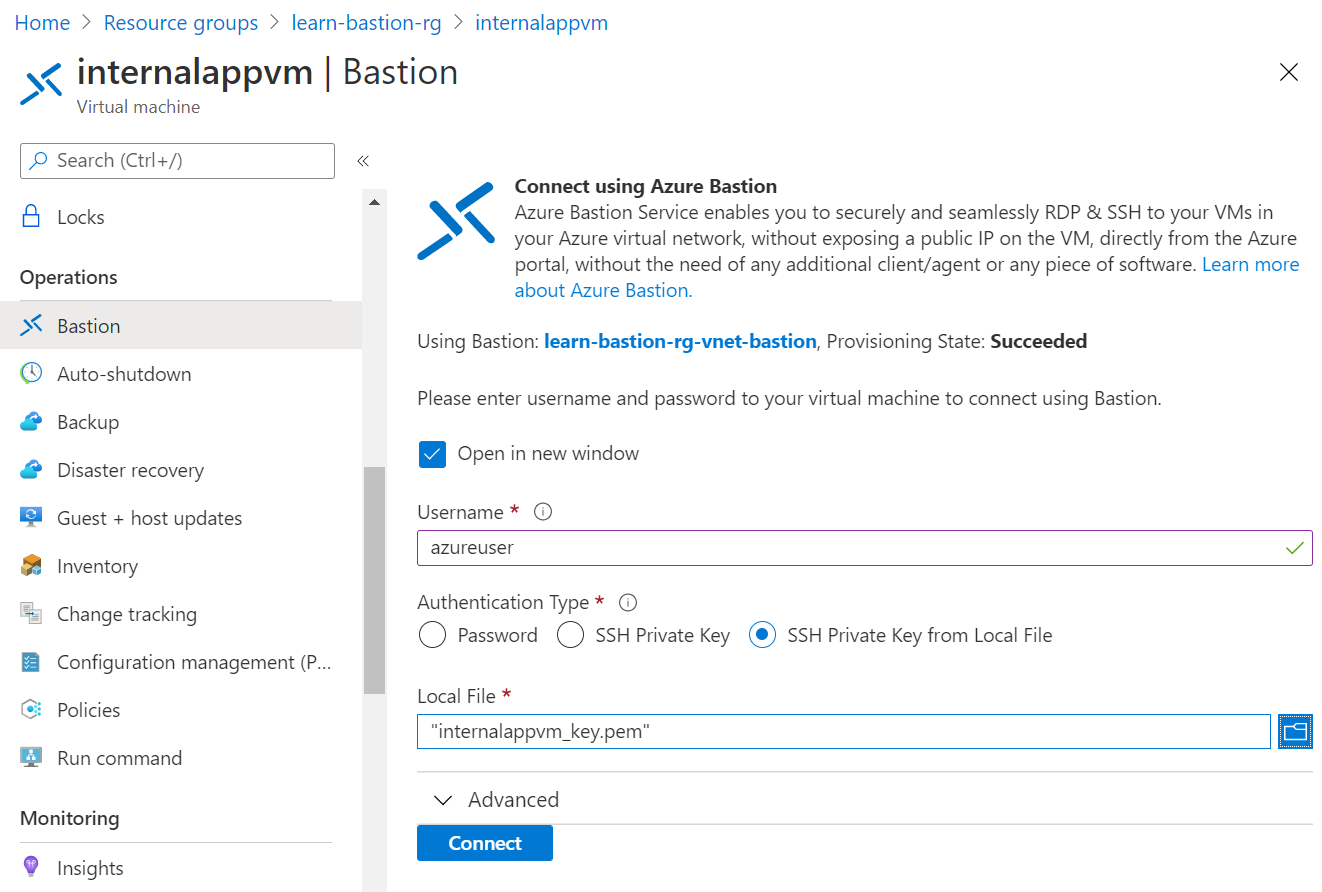 Home > Resource groups > learn-bastion-rg > internalappvm
internalappvm | Bastion
Virtual machine
Search (Ctrl+/)
«
Locks
Operations
Bastion
Auto-shutdown
Backup
Disaster recovery
Guest + host updates
Inventory
Change tracking
Configuration management (P...
Policies
Run command
Monitoring
Insights
Connect using Azure Bastion
Azure Bastion Service enables you to securely and seamlessly RDP & SSH to your VMs in
your Azure virtual network, without exposing a public IP on the VM, directly from the Azure
portal, without the need of any additional client/agent or any piece of software. Learn more
about Azure Bastion.
Using Bastion: learn-bastion-rg-vnet-bastion, Provisioning State: Succeeded
Please enter username and password to your virtual machine to connect using Bastion.
Open in new window
Username *
azureuser
Authentication Type *
Password SSH Private Key SSH Private Key from Local File
Local File *
"internalappvm_key.pem"
Advanced
Connect